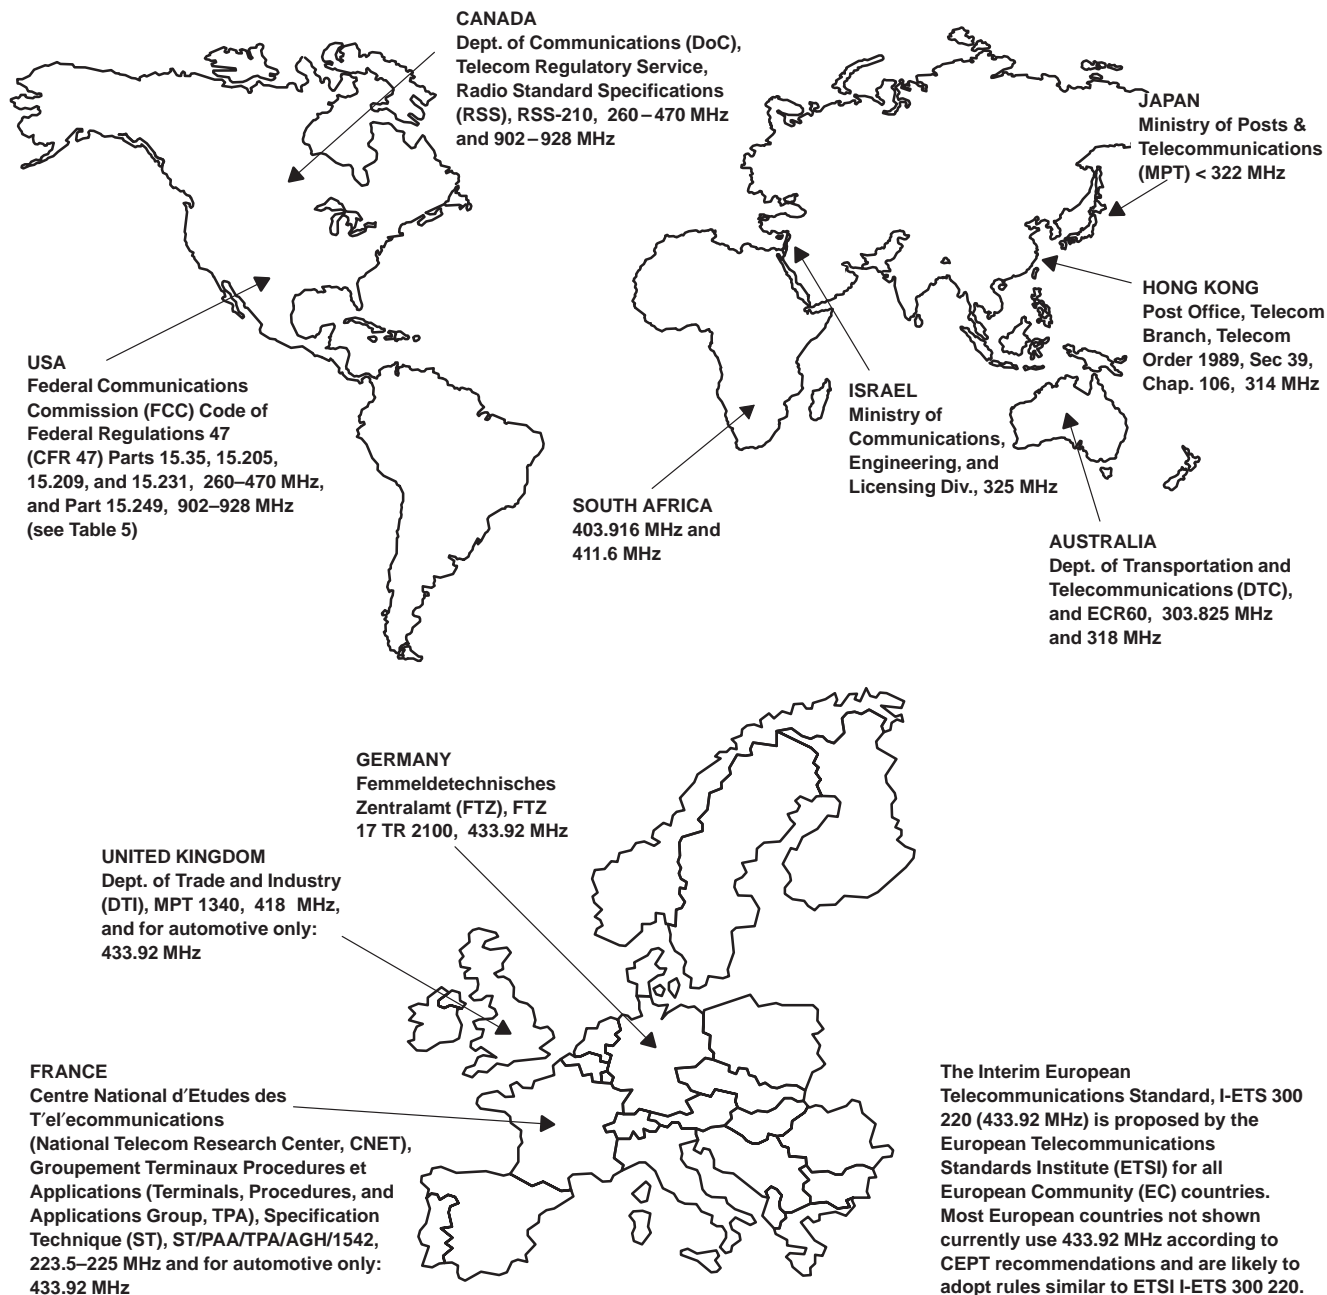 CANADA
Dept. of Communications (DoC),
Telecom Regulatory Service,
Radio Standard Specifications
(RSS), RSS-210, 260–470 MHz
and 902–928 MHz
JAPAN
Ministry of Posts &
Telecommunications
(MPT) < 322 MHz
HONG KONG
Post Office, Telecom
Branch, Telecom
Order 1989, Sec 39,
Chap. 106, 314 MHz
USA
Federal Communications
Commission (FCC) Code of
Federal Regulations 47
(CFR 47) Parts 15.35, 15.205,
15.209, and 15.231, 260–470 MHz,
and Part 15.249, 902–928 MHz
(see Table 5)
ISRAEL
Ministry of
Communications,
Engineering, and
Licensing Div., 325 MHz
SOUTH AFRICA
403.916 MHz and
411.6 MHz
AUSTRALIA
Dept. of Transportation and
Telecommunications (DTC),
and ECR60, 303.825 MHz
and 318 MHz
GERMANY
Femmeldetechnisches
Zentralamt (FTZ), FTZ
17 TR 2100, 433.92 MHz
UNITED KINGDOM
Dept. of Trade and Industry
(DTI), MPT 1340, 418 MHz,
and for automotive only:
433.92 MHz
FRANCE
Centre National d′Etudes des
T′el′ecommunications
(National Telecom Research Center, CNET),
Groupement Terminaux Procedures et
Applications (Terminals, Procedures, and
Applications Group, TPA), Specification
Technique (ST), ST/PAA/TPA/AGH/1542,
223.5–225 MHz and for automotive only:
433.92 MHz
The Interim European
Telecommunications Standard, I-ETS 300
220 (433.92 MHz) is proposed by the
European Telecommunications
Standards Institute (ETSI) for all
European Community (EC) countries.
Most European countries not shown
currently use 433.92 MHz according to
CEPT recommendations and are likely to
adopt rules similar to ETSI I-ETS 300 220.